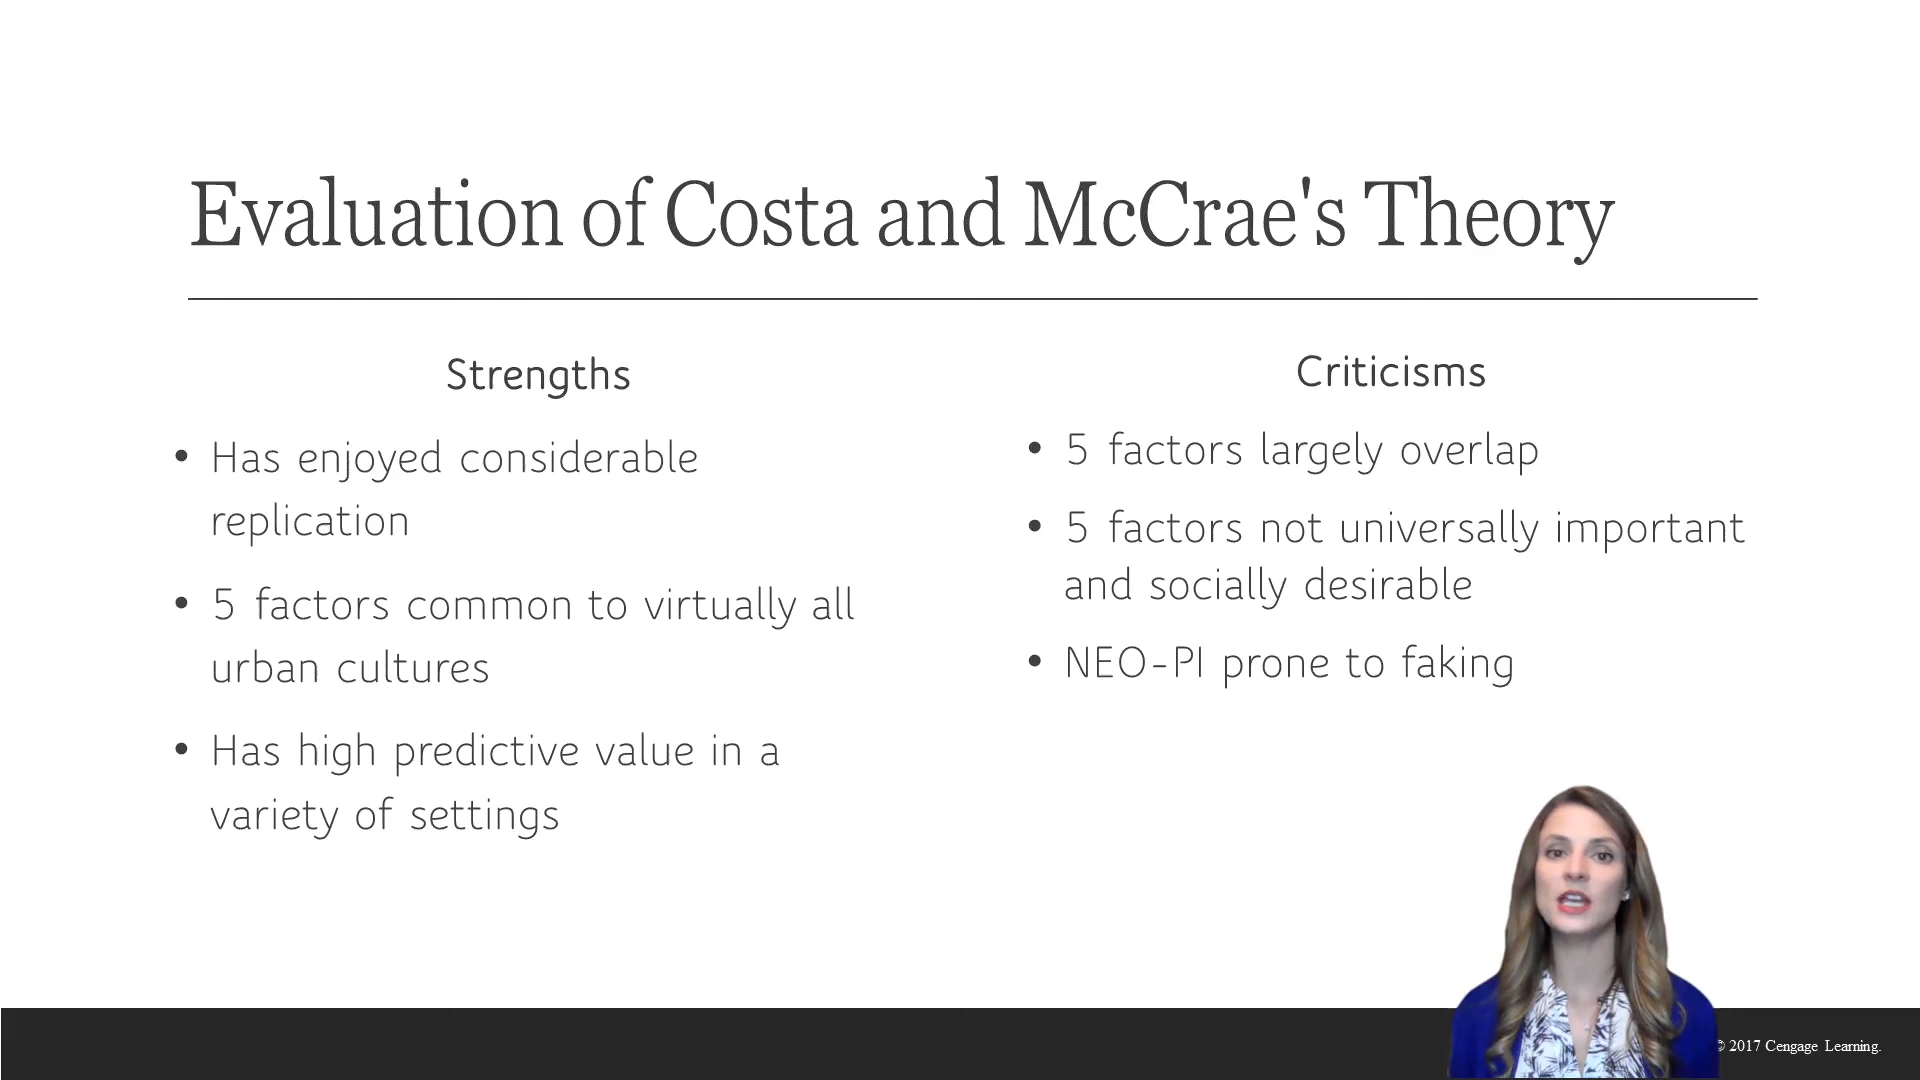 Evaluation of Costa and McCrae's Theory
Strengths
• Has enjoyed considerable
replication
• 5 factors common to virtually all
urban cultures
• Has high predictive value in a
variety of settings
Criticisms
• 5 factors largely overlap
• 5 factors not universally important
and socially desirable
• NEO-PI prone to faking
© 2017 Cengage Learning.